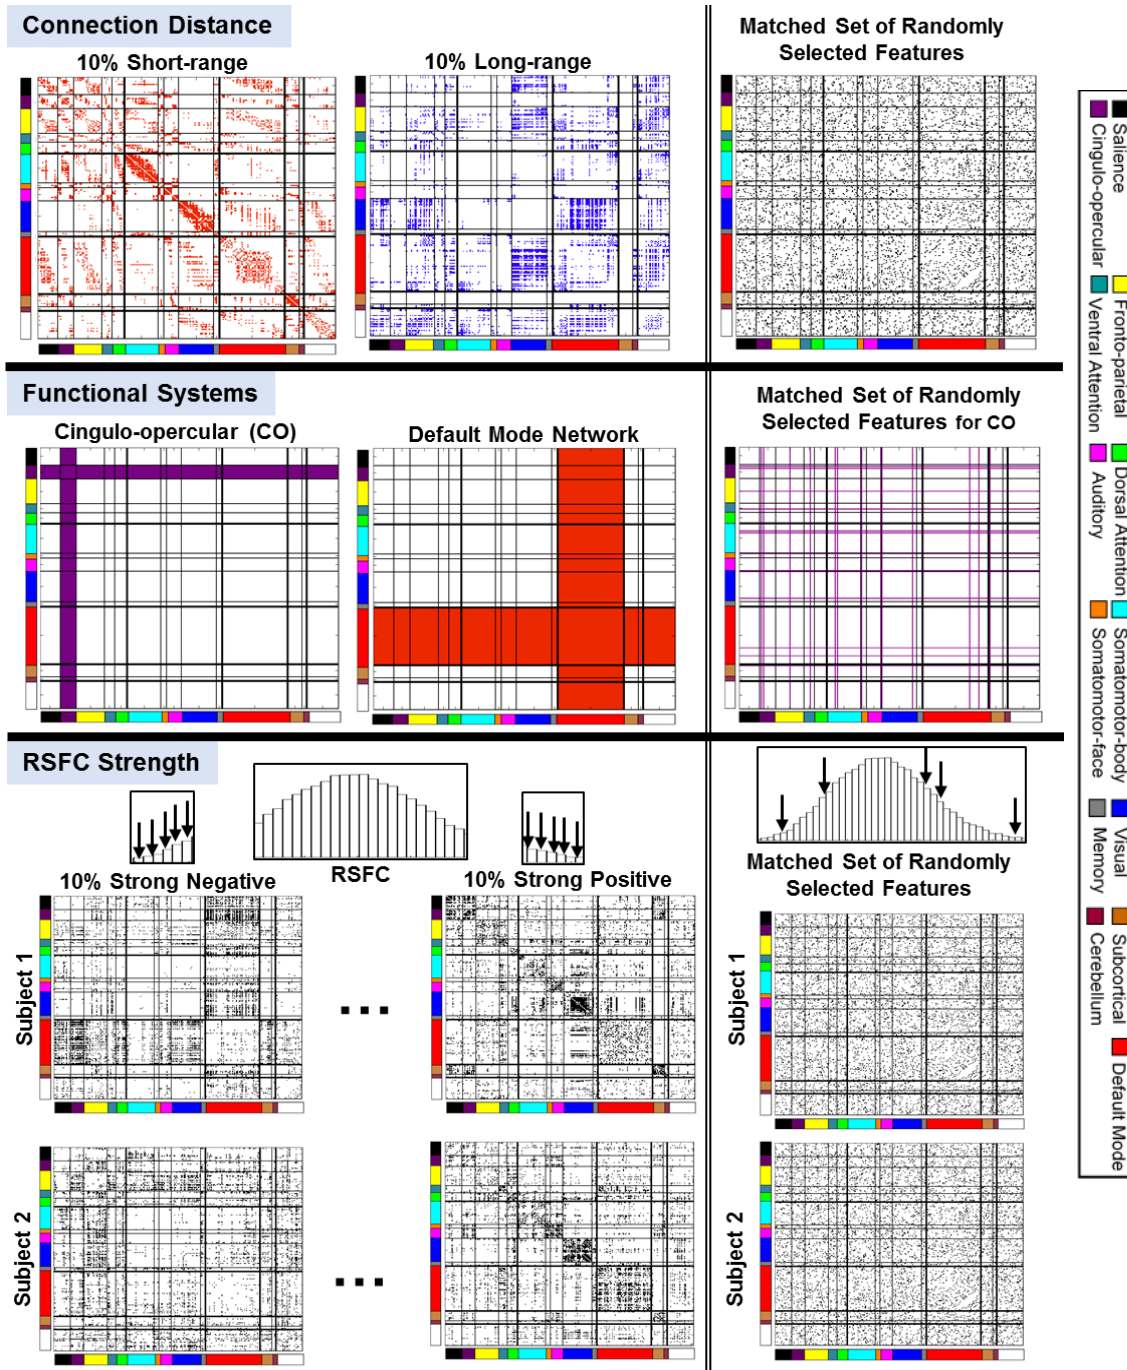 Connection Distance
10% Short-range
10% Long-range
Matched Set of Randomly
Selected Features
Functional Systems
Cingulo-opercular (CO)
Default Mode Network
Matched Set of Randomly
Selected Features for CO
RSFC Strength
RSFC
10% Strong Negative
10% Strong Positive
Matched Set of Randomly
Selected Features
Subject 1
Subject 1
Subject 2
Subject 2
Salience
Cingulo-opercular
Fronto-parietal
Ventral Attention
Dorsal Attention
Auditory
Somatomotor-body
Somatomotor-face
Visual
Memory
Subcortical
Cerebellum
Default Mode